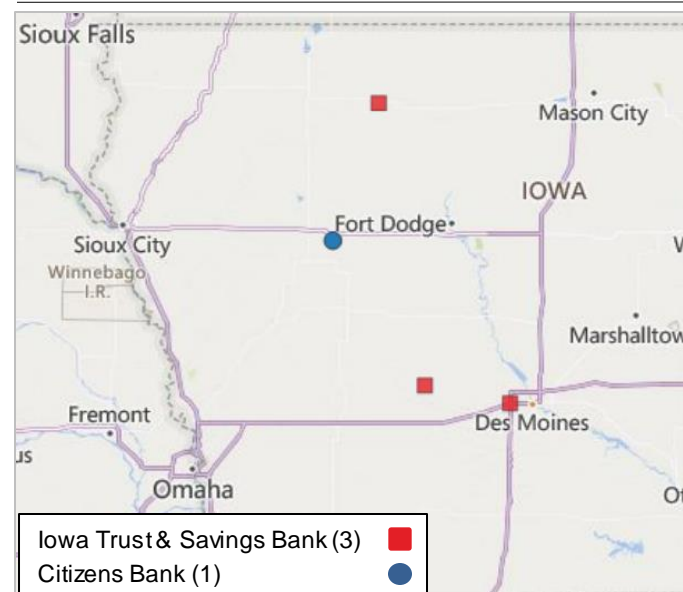 Sioux Falls
Mason City
IOWA
Fort Dodge
Sioux City
Winnebago
I.R.
Marshalltow
Fremont
Des Moines
us
Omaha
Ot
Iowa Trust & Savings Bank (3)
Citizens Bank (1)